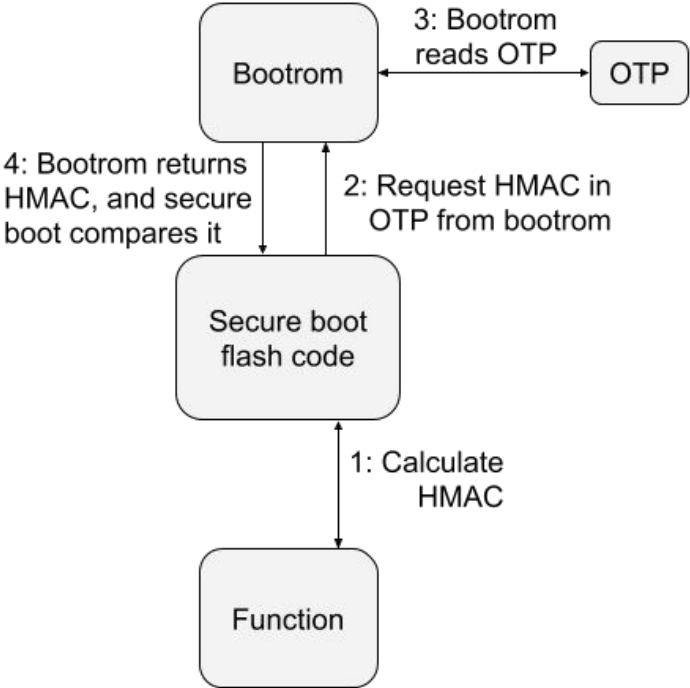 3: Bootrom
reads OTP
Bootrom
OTP
4: Bootrom returns
HMAC, and secure
boot compares it
2: Request HMAC in
OTP from bootrom
Secure boot
flash code
1: Calculate
HMAC
Function